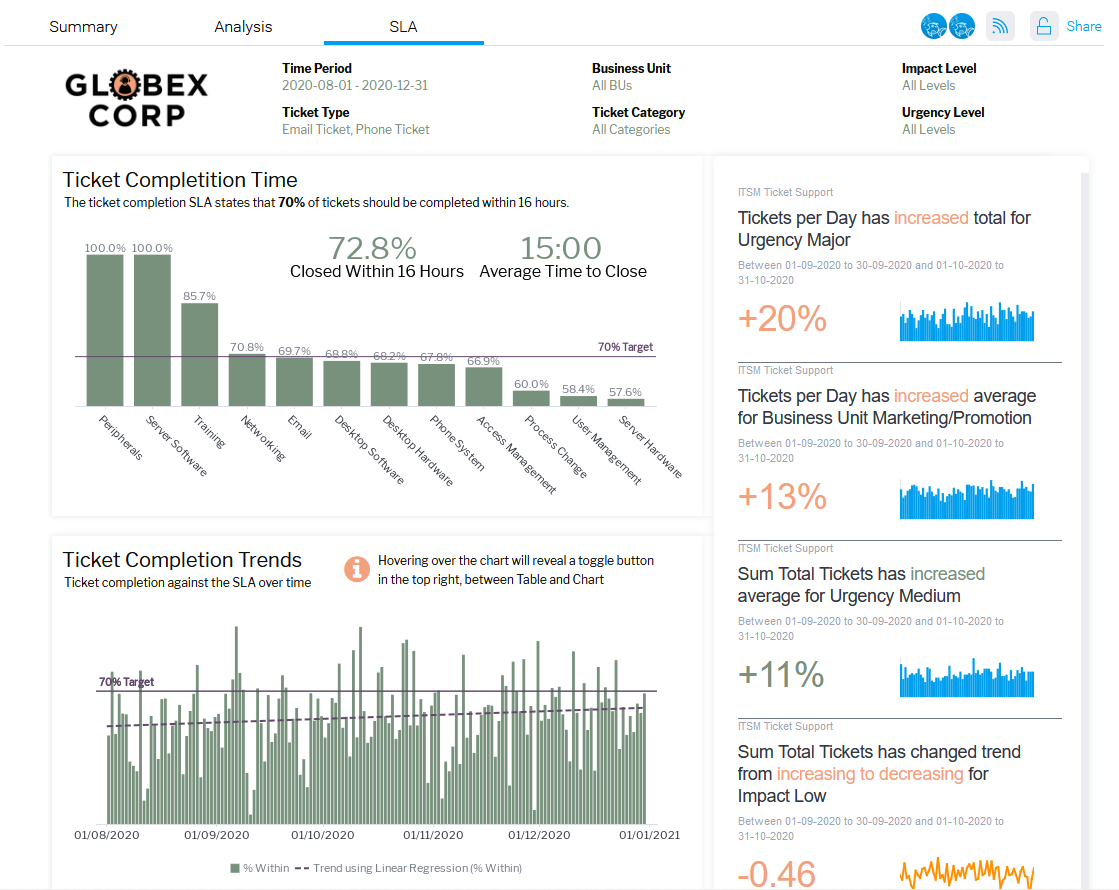 Summary
Analysis
SLA
Share
GLOBEX
CORP
Time Period
2020-08-01 - 2020-12-31
Business Unit
All BUs
Impact Level
All Levels
Ticket Type
Email Ticket, Phone Ticket
Ticket Category
All Categories
Urgency Level
All Levels
Ticket Completition Time
The ticket completion SLA states that 70% of tickets should be completed within 16 hours.
72.8%
Closed Within 16 Hours
15:00
Average Time to Close
100.0%
100.0%
85.7%
70.8%
69.7%
68.8%
68.2%
67.8%
66.9%
60.0%
58.4%
57.6%
70% Target
Peripherals
Server Software
Training
Networking
Email
Desktop Software
Desktop Hardware
Phone System
Access Management
Process Change
User Management
Server Hardware
Ticket Completion Trends
Ticket completion against the SLA over time
Hovering over the chart will reveal a toggle button
in the top right, between Table and Chart
70% Target
01/08/2020
01/09/2020
01/10/2020
01/11/2020
01/12/2020
01/01/2021
% Within
Trend using Linear Regression (% Within)
ITSM Ticket Support
Tickets per Day has increased total for
Urgency Major
Between 01-09-2020 to 30-09-2020 and 01-10-2020 to
31-10-2020
+20%
ITSM Ticket Support
Tickets per Day has increased average
for Business Unit Marketing/Promotion
Between 01-09-2020 to 30-09-2020 and 01-10-2020 to
31-10-2020
+13%
ITSM Ticket Support
Sum Total Tickets has increased
average for Urgency Medium
Between 01-09-2020 to 30-09-2020 and 01-10-2020 to
31-10-2020
+11%
ITSM Ticket Support
Sum Total Tickets has changed trend
from increasing to decreasing for
Impact Low
Between 01-09-2020 to 30-09-2020 and 01-10-2020 to
31-10-2020
-0.46